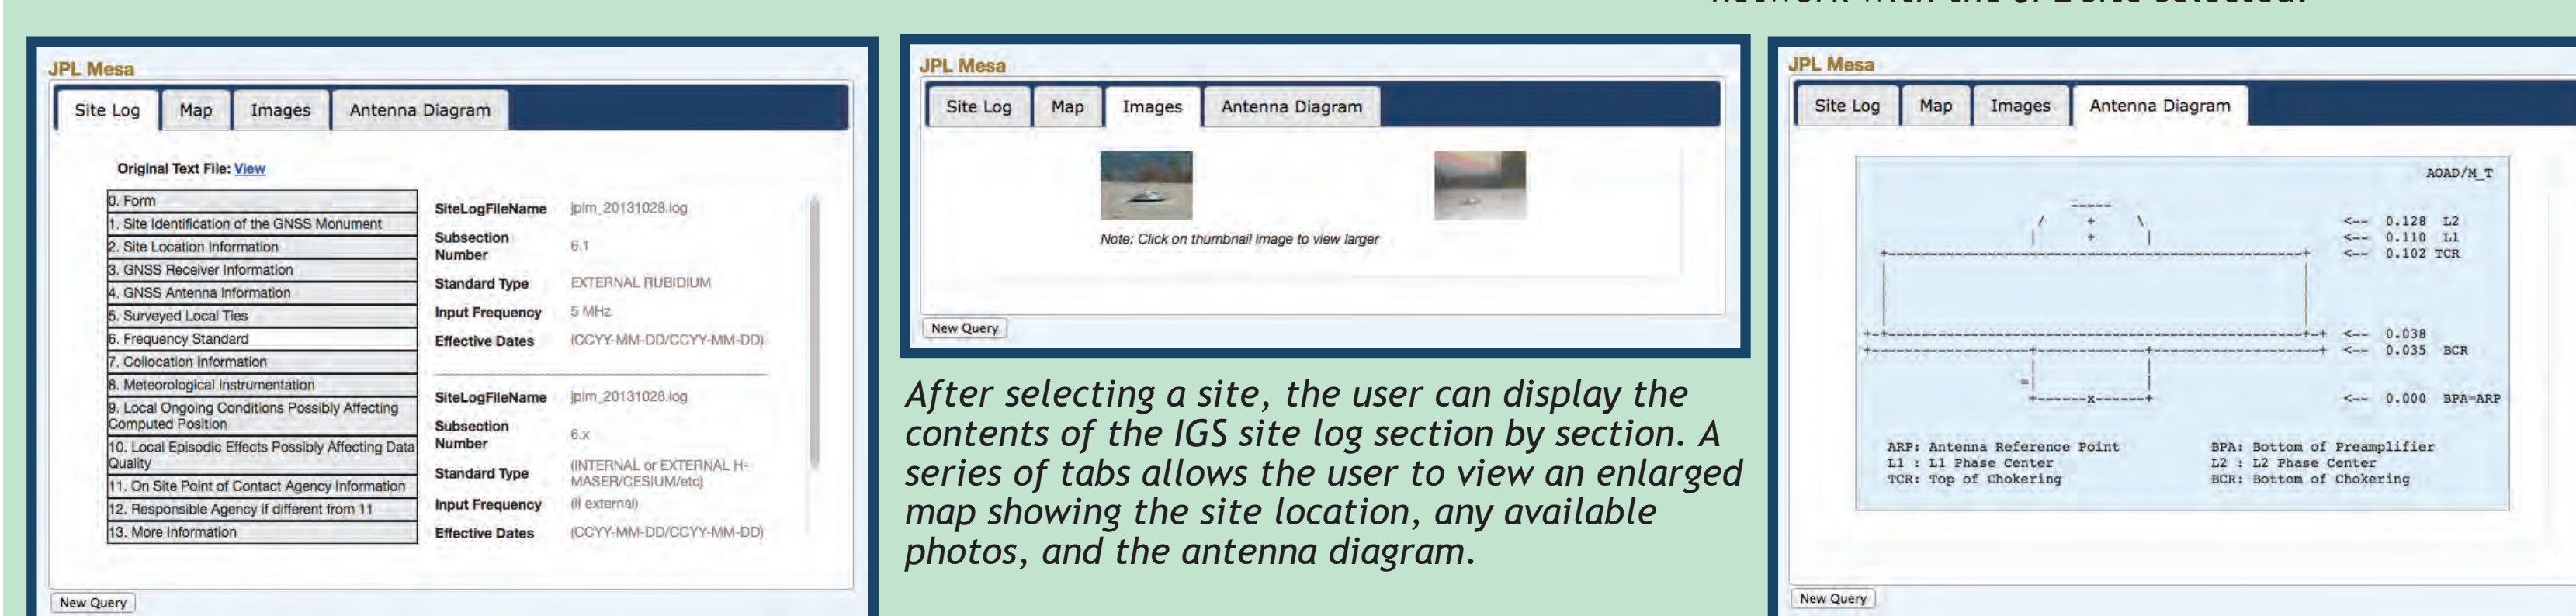 network with the JPL site selected.
JPL Mesa
Site Log Map Images Antenna Diagram
Original Text File: View
0. Form
1. Site Identification of the GNSS Monument
2. Site Location Information
3. GNSS Receiver Information
4. GNSS Antenna Information
5. Surveyed Local Ties
6. Frequency Standard
7. Collocation Information
8. Meteorological Instrumentation
9. Local Ongoing Conditions Possibly Affecting
Computed Position
10. Local Episodic Effects Possibly Affecting Data
Quality
11. On Site Point of Contact Agency Information
12. Responsible Agency if different from 11
13. More Information
SiteLogFileName jplm_20131028.log
Subsection
Number 6.1
Standard Type EXTERNAL RUBIDIUM
Input Frequency 5 MHz
Effective Dates (CCYY-MM-DD/CCYY-MM-DD)
SiteLogFileName jplm_20131028.log
Subsection
Number 6.x
Standard Type (INTERNAL or EXTERNAL H-
MASER/CESIUM/etc)
Input Frequency (if external)
Effective Dates (CCYY-MM-DD/CCYY-MM-DD)
New Query
JPL Mesa
Site Log Map Images Antenna Diagram
Note: Click on thumbnail image to view larger
New Query
After selecting a site, the user can display the
contents of the IGS site log section by section. A
series of tabs allows the user to view an enlarged
map showing the site location, any available
photos, and the antenna diagram.
JPL Mesa
Site Log Map Images Antenna Diagram
AOAD/M_T
<-- 0.128 L2
<-- 0.110 L1
<-- 0.102 TCR
<-- 0.038
<-- 0.035 BCR
<-- 0.000 BPA=ARP
ARP: Antenna Reference Point BPA: Bottom of Preamplifier
L1 : L1 Phase Center L2 : L2 Phase Center
TCR: Top of Chokering BCR: Bottom of Chokering
New Query